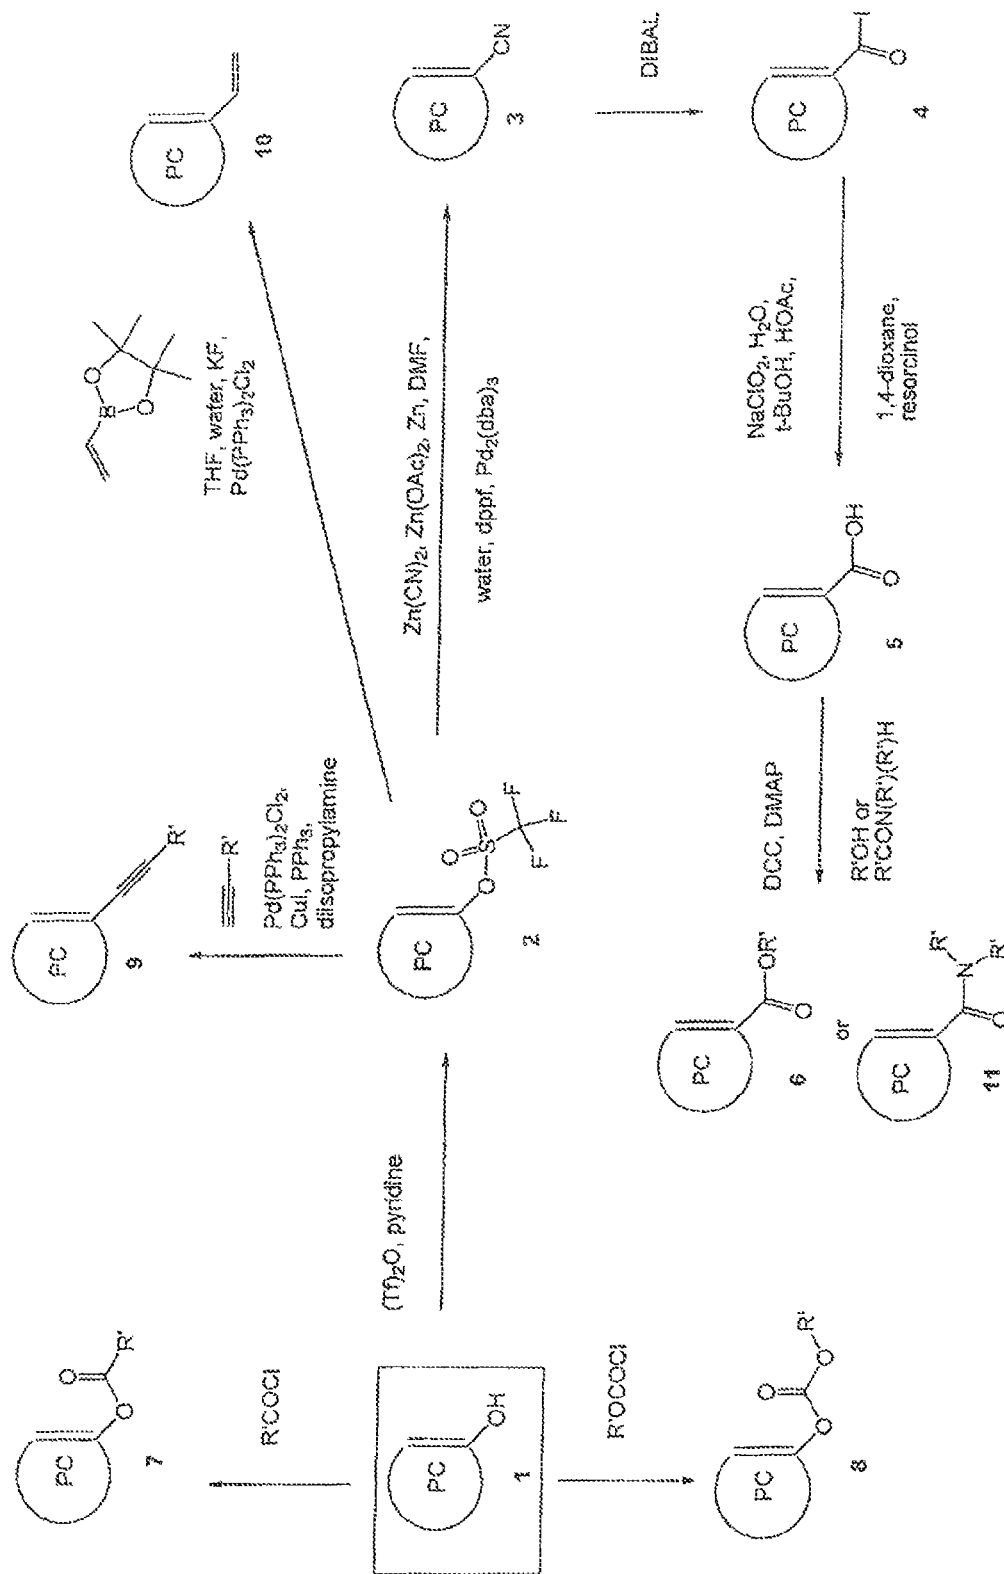 PC
O
O
R'
7
R'COCl
PC
OH
1
R'OCOCl
PC
O
O
O
R'
8
(Tf)₂O, pyridine
PC
R'
9
R'
Pd(PPh₃)₂Cl₂,
CuI, PPh₃,
diisopropylamine
PC
O
S
O
O
F
F
F
2
B
O
O
THF, water, KF,
Pd(PPh₃)₂Cl₂
PC
10
Zn(CN)₂, Zn(OAc)₂, Zn, DMF,
water, dppf, Pd₂(dba)₃
PC
CN
3
DIBAL
PC
O
4
NaClO₂, H₂O,
t-BuOH, HOAc,
1,4-dioxane,
resorcinol
PC
OH
O
5
DCC, DMAP
R'OH or
R'CON(R')(R')H
PC
OR'
O
6
or
PC
N
R'
R'
O
11